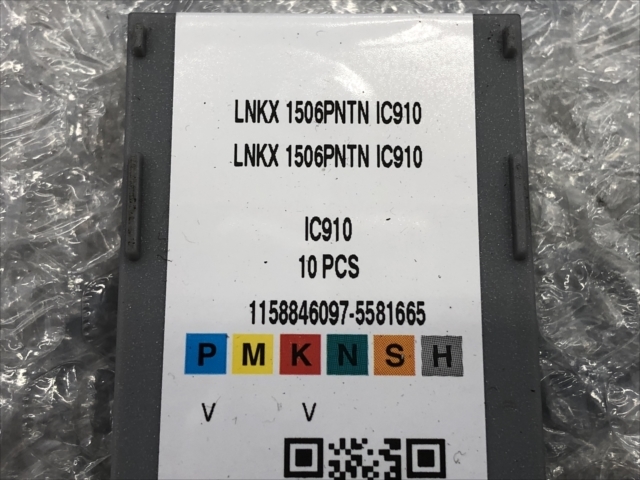 LNKX 1506PNTN IC910
LNKX 1506PNTN IC910
IC910
10 PCS
1158846097-5581665
P M K N S H
V V